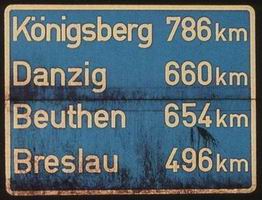 Königsberg 786 km
Danzig 660 km
Beuthen 654 km
Breslau 496 km